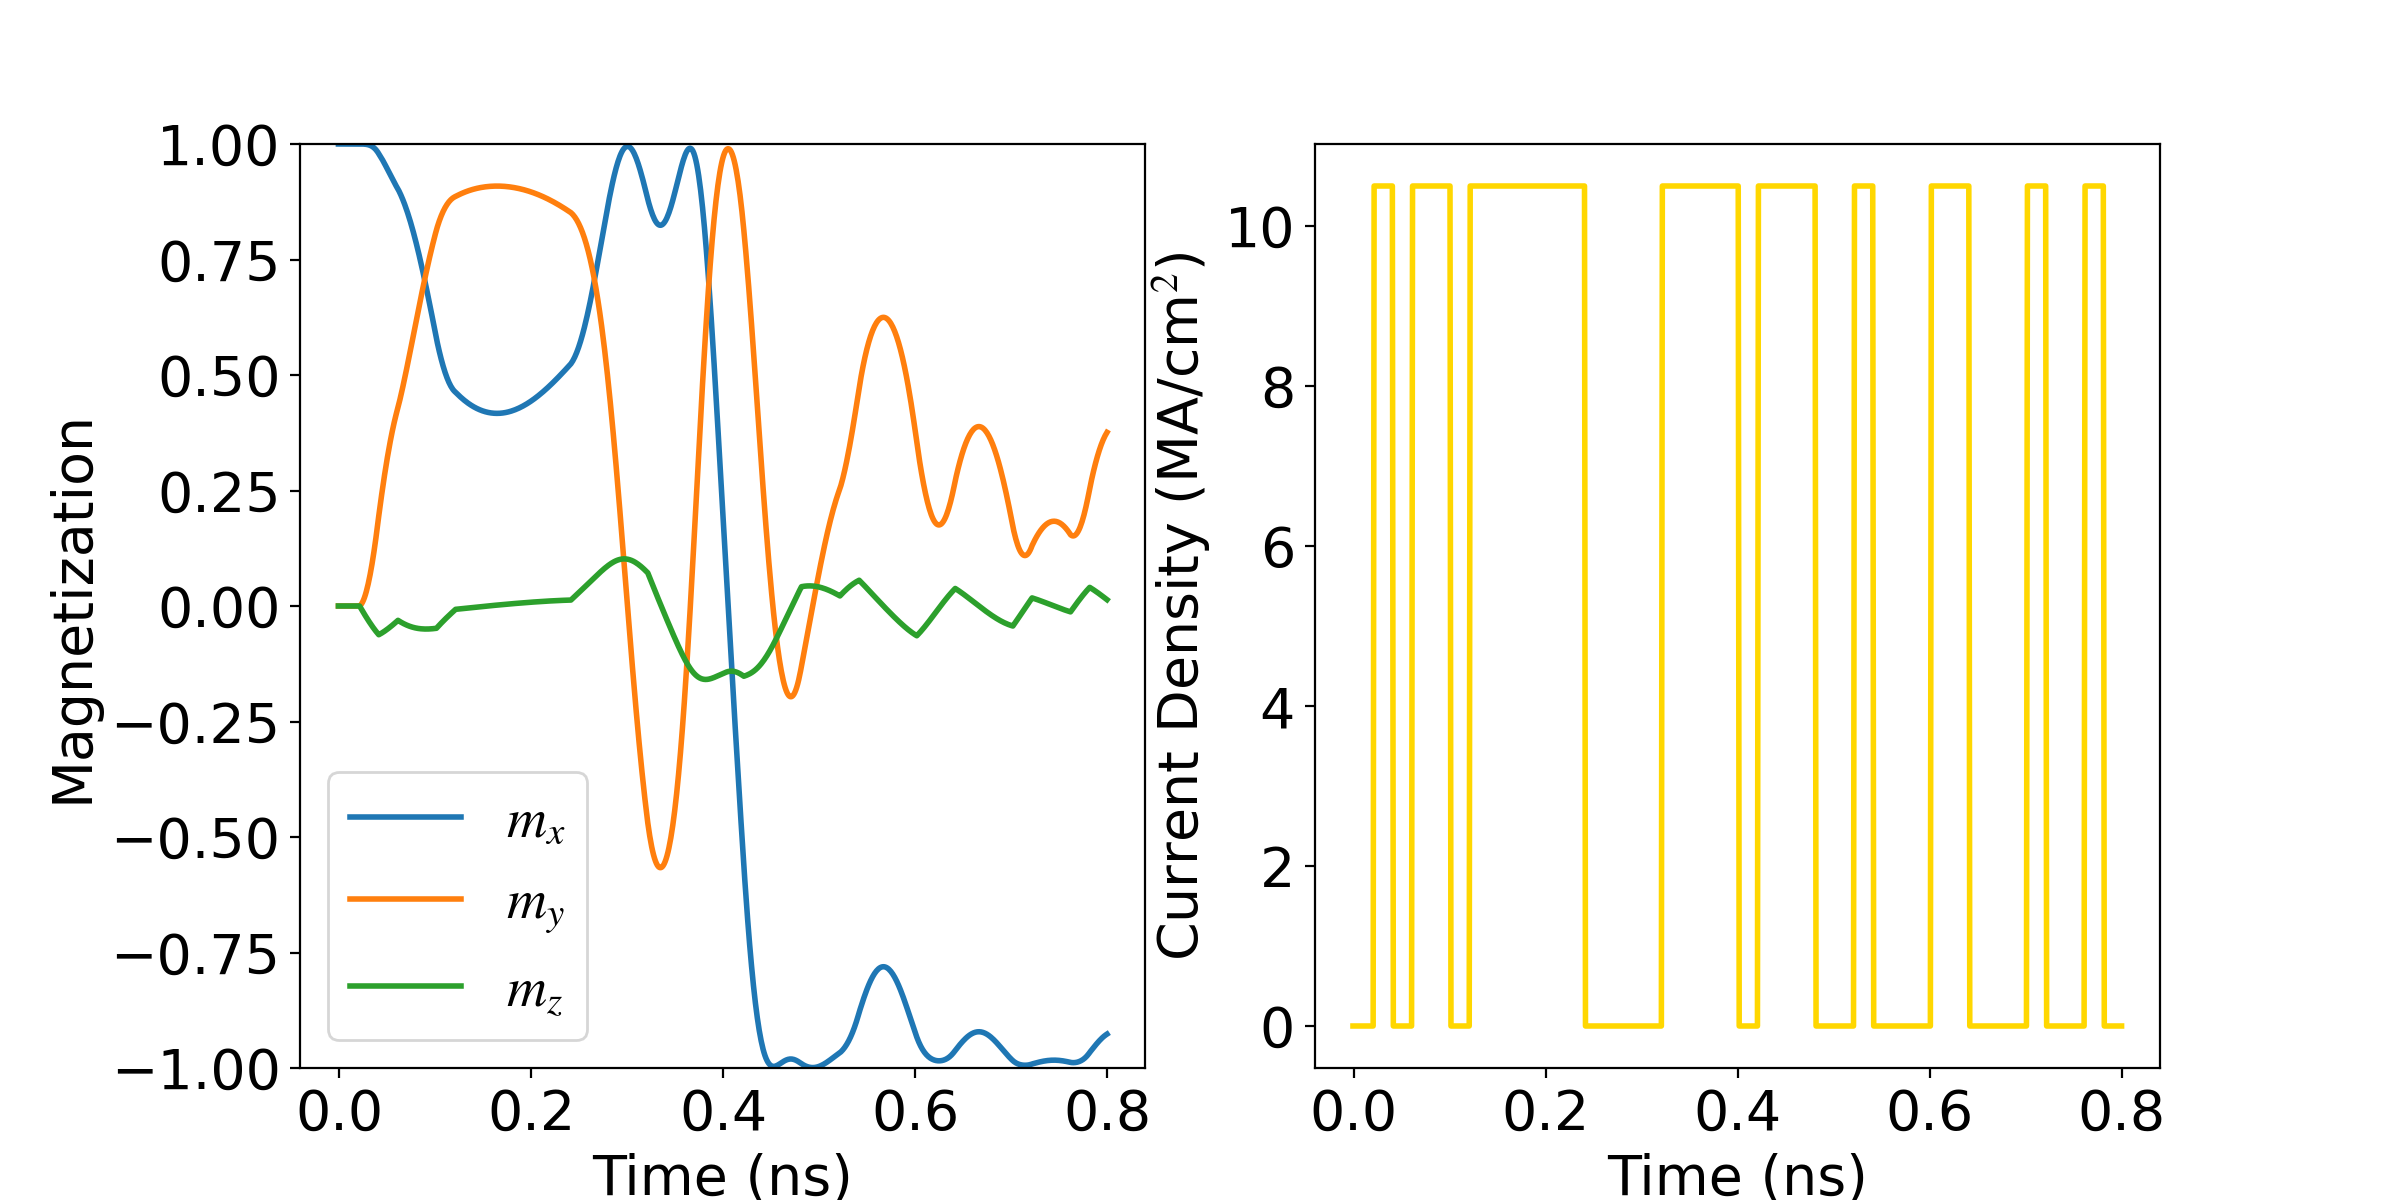 Magnetization
1.00
0.75
0.50
0.25
0.00
−0.25
−0.50
−0.75
−1.00
m_x
m_y
m_z
0.0 0.2 0.4 0.6 0.8
Time (ns)
Current Density (MA/cm²)
10
8
6
4
2
0
0.0 0.2 0.4 0.6 0.8
Time (ns)